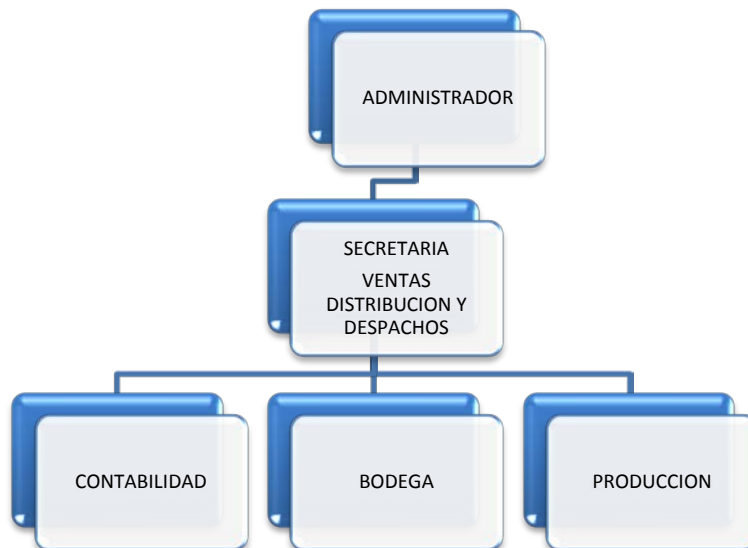 ADMINISTRADOR
SECRETARIA
VENTAS
DISTRIBUCION Y
DESPACHOS
CONTABILIDAD
BODEGA
PRODUCCION